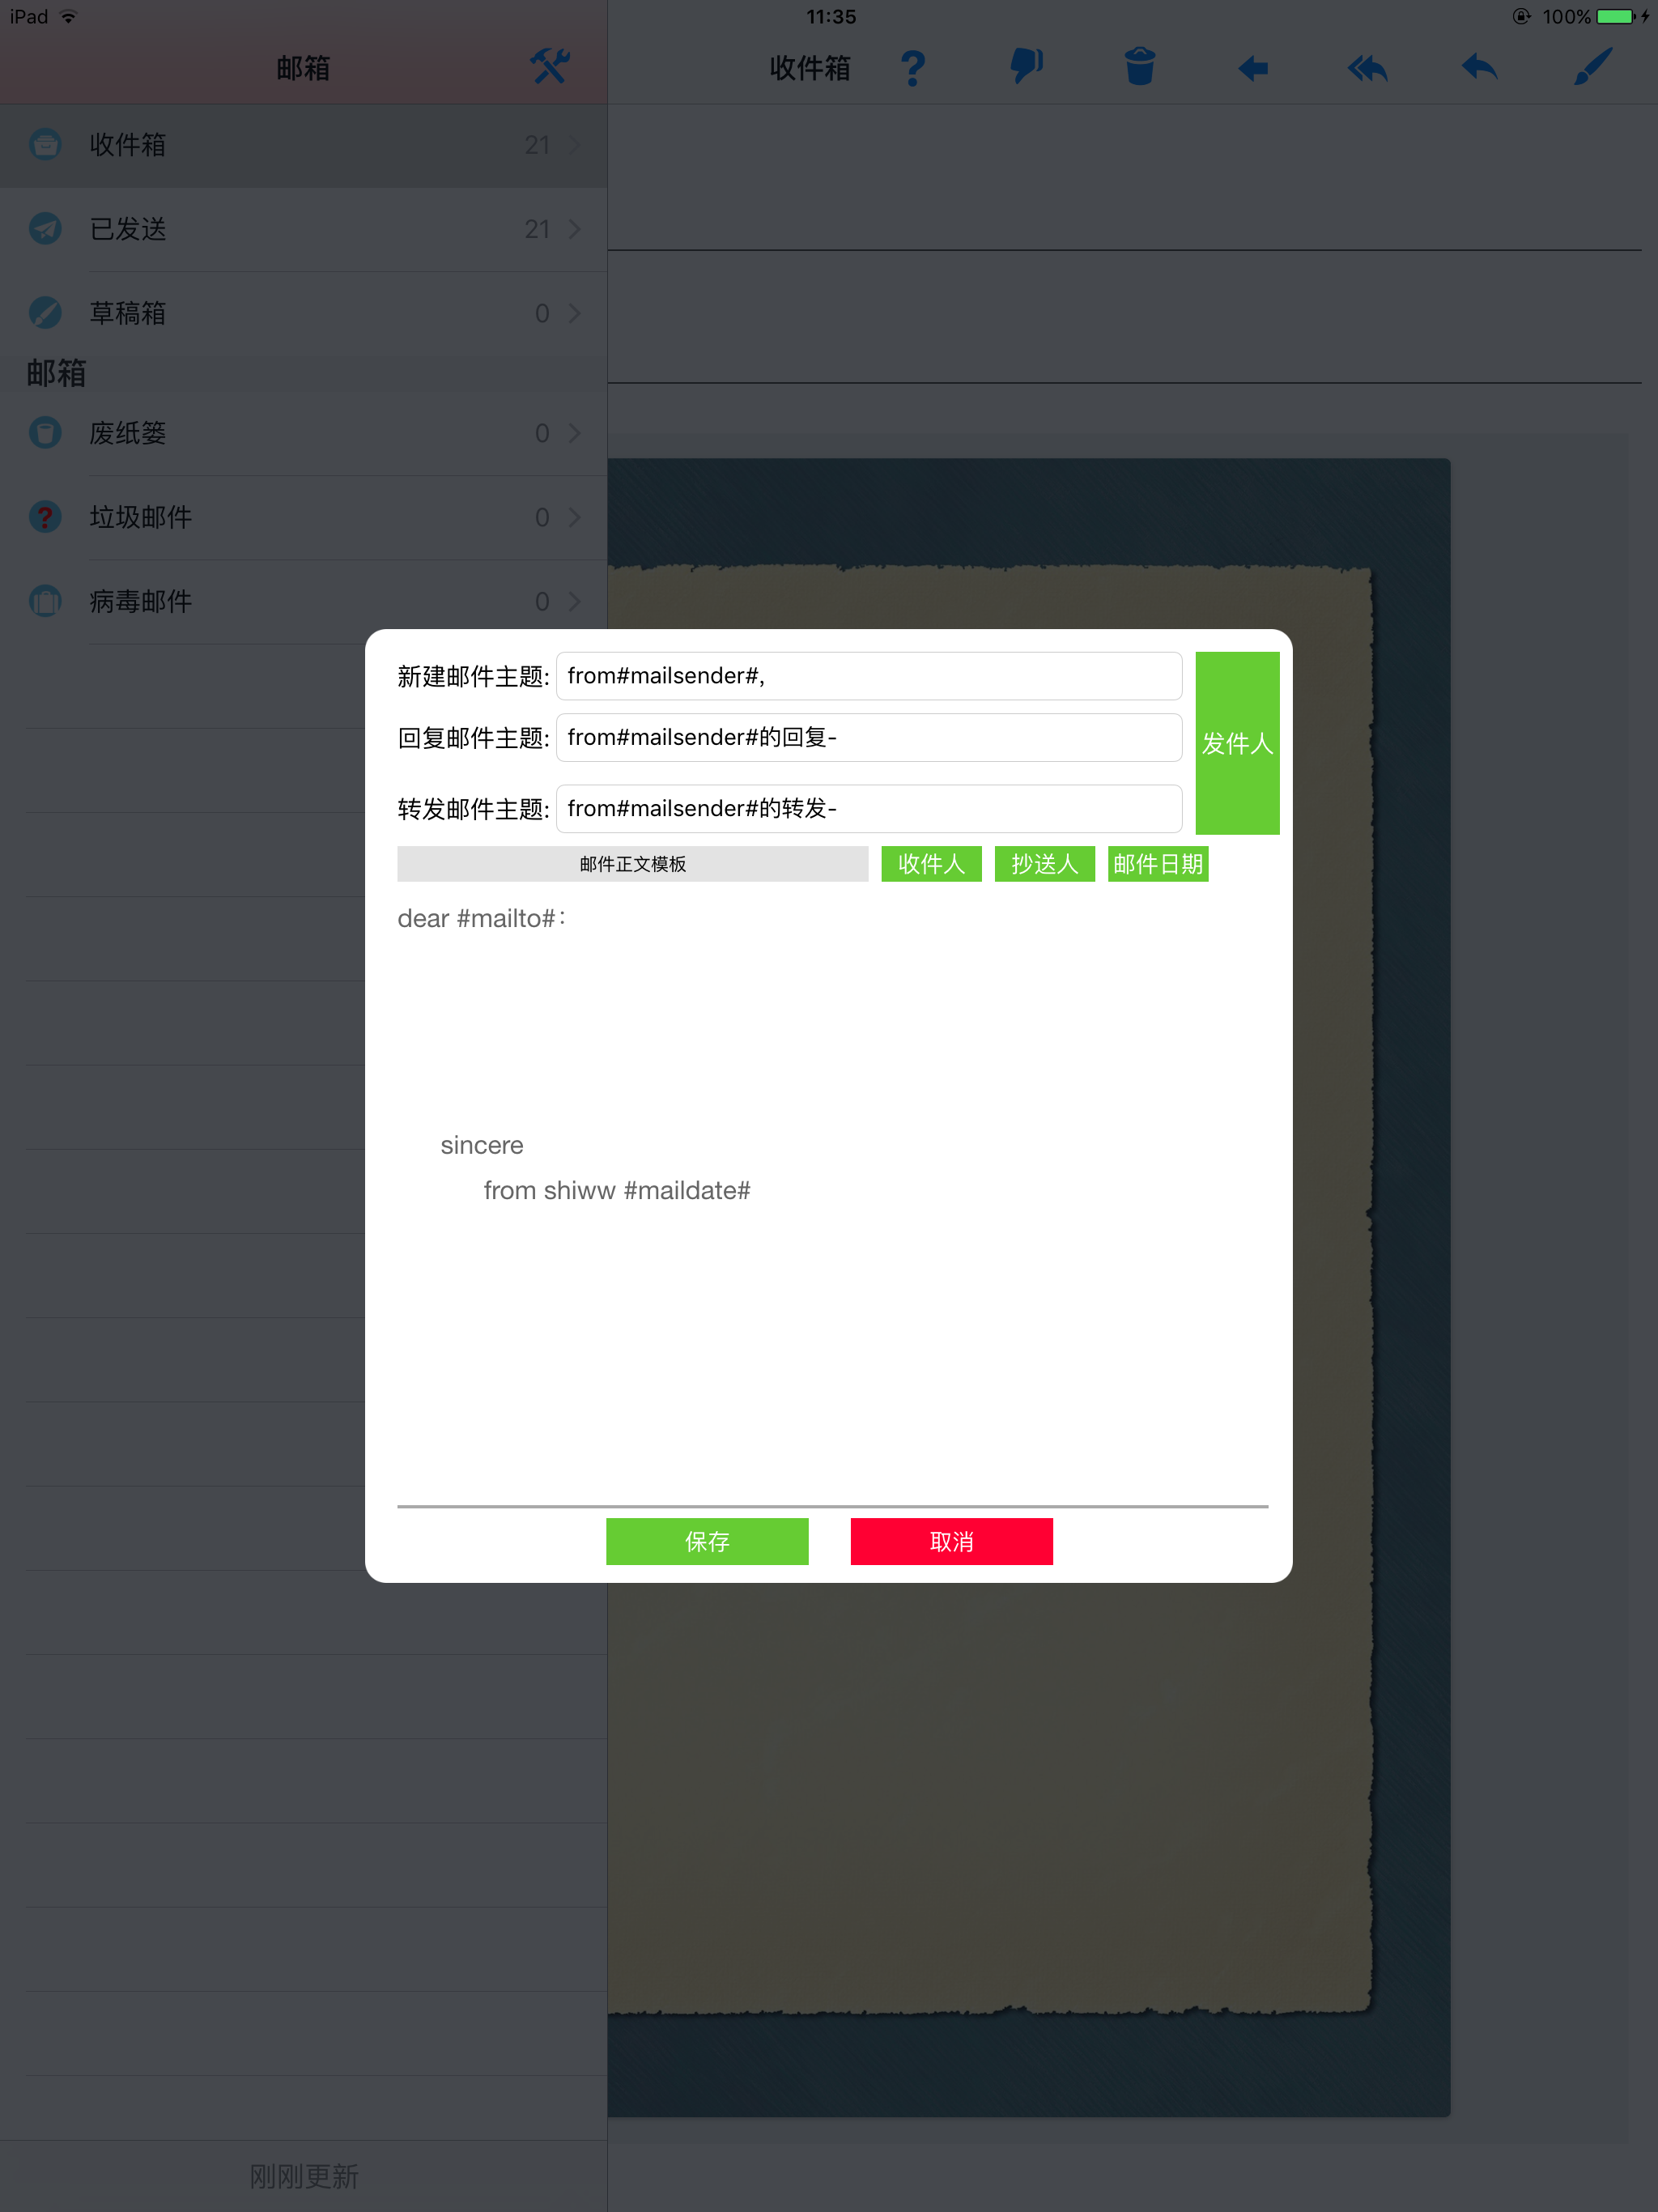 iPad
11:35
100%
邮箱
收件箱
收件箱 21
已发送 21
草稿箱 0
邮箱
废纸篓 0
垃圾邮件 0
病毒邮件 0
新建邮件主题: from#mailsender#,
回复邮件主题: from#mailsender#的回复-
转发邮件主题: from#mailsender#的转发-
发件人
邮件正文模板 收件人 抄送人 邮件日期
dear #mailto#：
sincere
from shiww #maildate#
保存 取消
刚刚更新